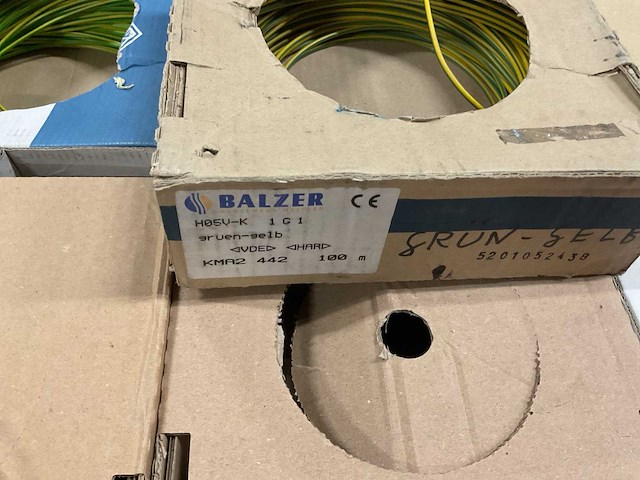 BALZER CE
H05V-K 1 G 1
gruen-gelb
◁VDE▷ ◁HAR▷
KMA2 442 100 m
GRÜN-GELB
5201052438